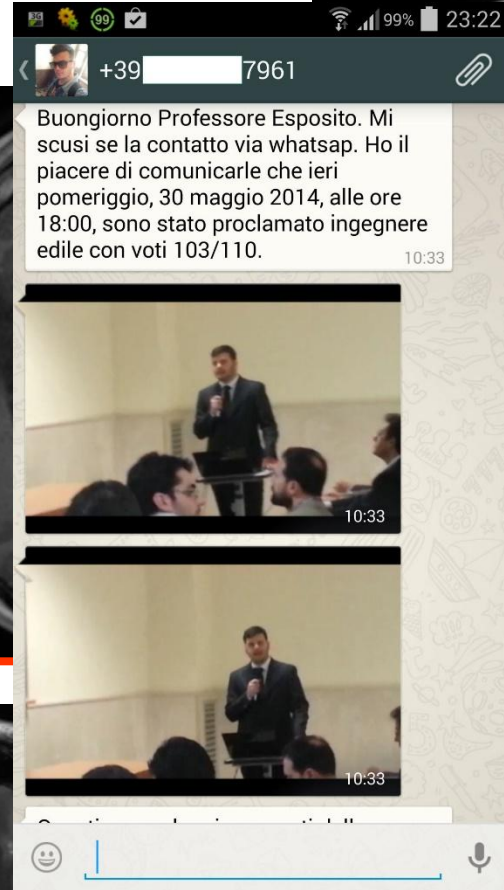 3G 99 99% 23:22
+39 7961
Buongiorno Professore Esposito. Mi
scusi se la contatto via whatsap. Ho il
piacere di comunicarle che ieri
pomeriggio, 30 maggio 2014, alle ore
18:00, sono stato proclamato ingegnere
edile con voti 103/110.
10:33
10:33
10:33